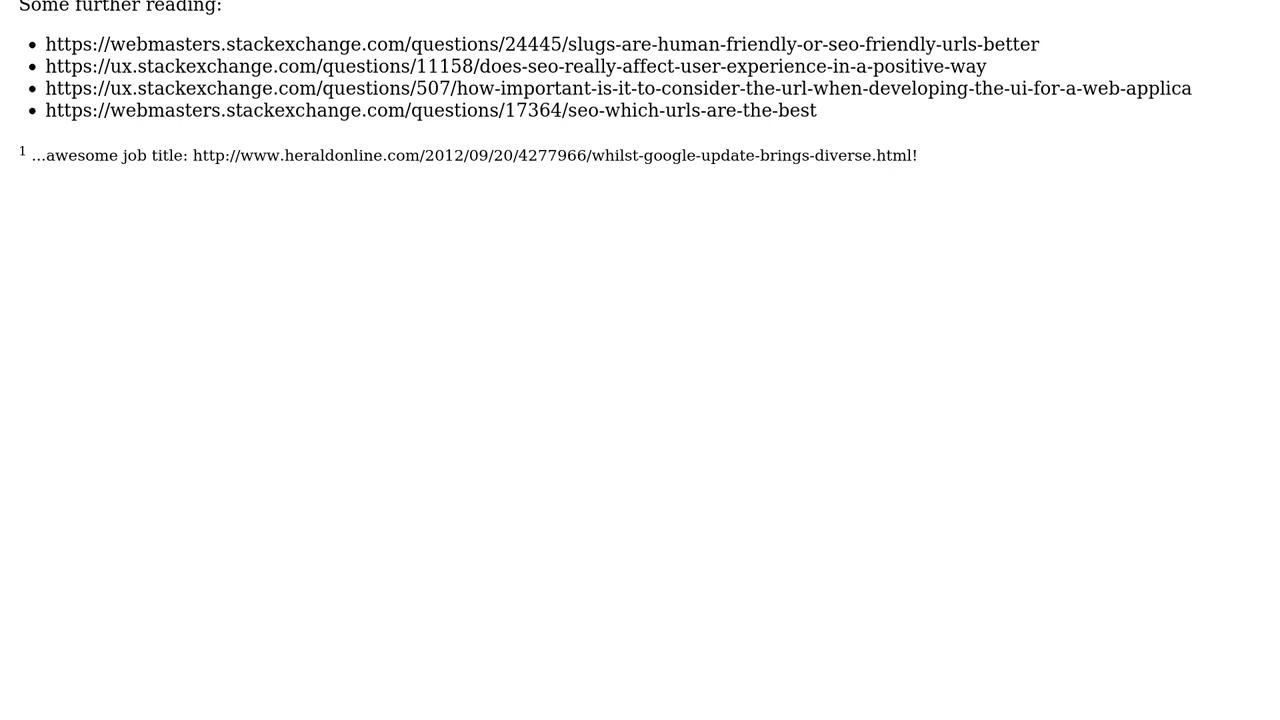 Some further reading:
• https://webmasters.stackexchange.com/questions/24445/slugs-are-human-friendly-or-seo-friendly-urls-better
• https://ux.stackexchange.com/questions/11158/does-seo-really-affect-user-experience-in-a-positive-way
• https://ux.stackexchange.com/questions/507/how-important-is-it-to-consider-the-url-when-developing-the-ui-for-a-web-applica
• https://webmasters.stackexchange.com/questions/17364/seo-which-urls-are-the-best
1 ...awesome job title: http://www.heraldonline.com/2012/09/20/4277966/whilst-google-update-brings-diverse.html!